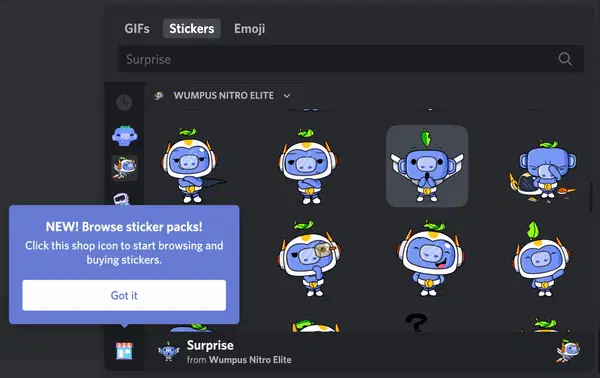 GIFs Stickers Emoji
Surprise
WUMPUS NITRO ELITE
NEW! Browse sticker packs!
Click this shop icon to start browsing and
buying stickers.
Got it
?
Surprise
from Wumpus Nitro Elite